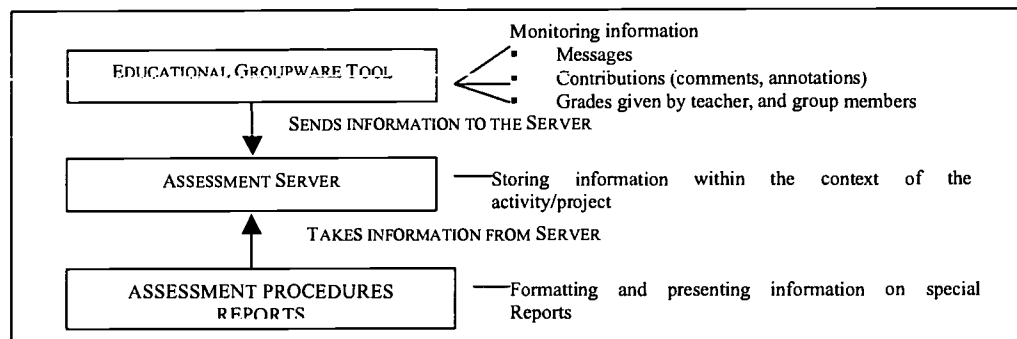 Monitoring information
▪ Messages
EDUCATIONAL GROUPWARE TOOL
▪ Contributions (comments, annotations)
▪ Grades given by teacher, and group members
SENDS INFORMATION TO THE SERVER
ASSESSMENT SERVER
Storing information within the context of the
activity/project
TAKES INFORMATION FROM SERVER
ASSESSMENT PROCEDURES
REPORTS
Formatting and presenting information on special
Reports